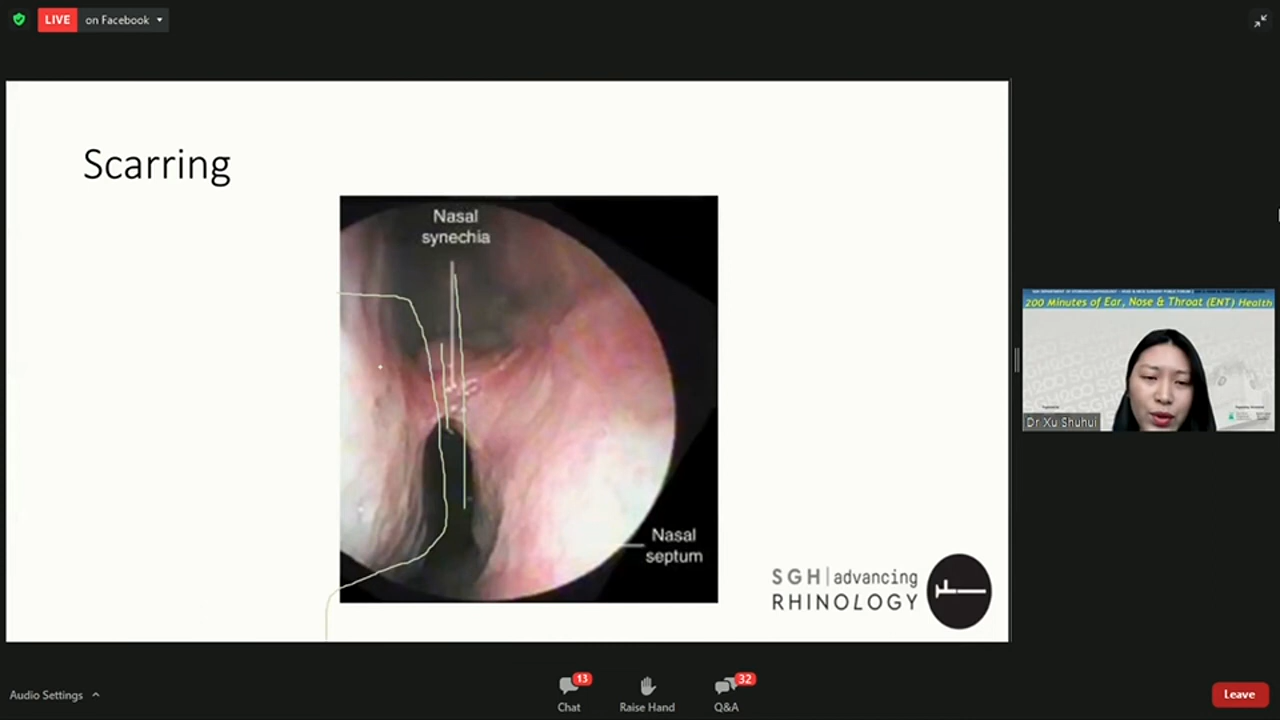 LIVE on Facebook
Scarring
Nasal
synechia
Nasal
septum
SGH advancing
RHINOLOGY
200 Minutes of Ear, Nose & Throat (ENT) Health
Dr Xu Shuhui
Audio Settings
13
Chat
Raise Hand
32
Q&A
Leave